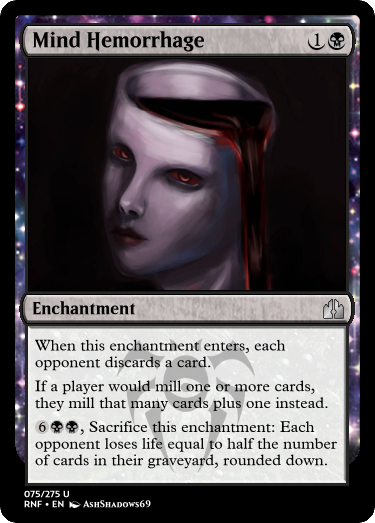 Mind Hemorrhage 1
Enchantment
When this enchantment enters, each
opponent discards a card.
If a player would mill one or more cards,
they mill that many cards plus one instead.
6, Sacrifice this enchantment: Each
opponent loses life equal to half the number
of cards in their graveyard, rounded down.
075/275 U
RNF • EN AshShadows69